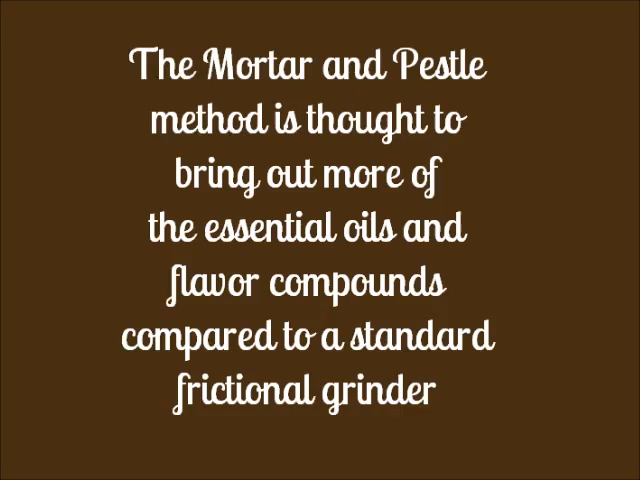 The Mortar and Pestle
method is thought to
bring out more of
the essential oils and
flavor compounds
compared to a standard
frictional grinder